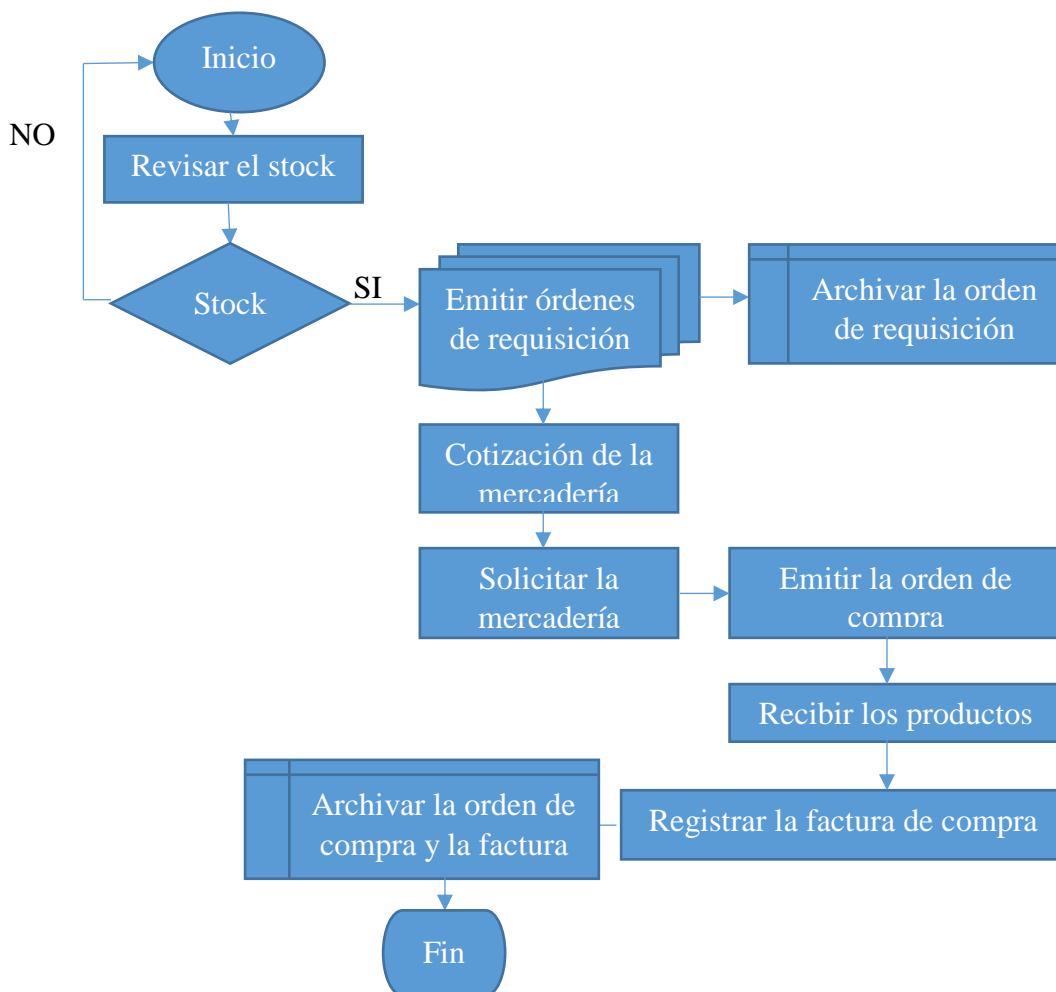 Inicio
NO
Revisar el stock
Stock
SI
Emitir órdenes
de requisición
Archivar la orden
de requisición
Cotización de la
mercadería
Solicitar la
mercadería
Emitir la orden de
compra
Recibir los productos
Registrar la factura de compra
Archivar la orden de
compra y la factura
Fin